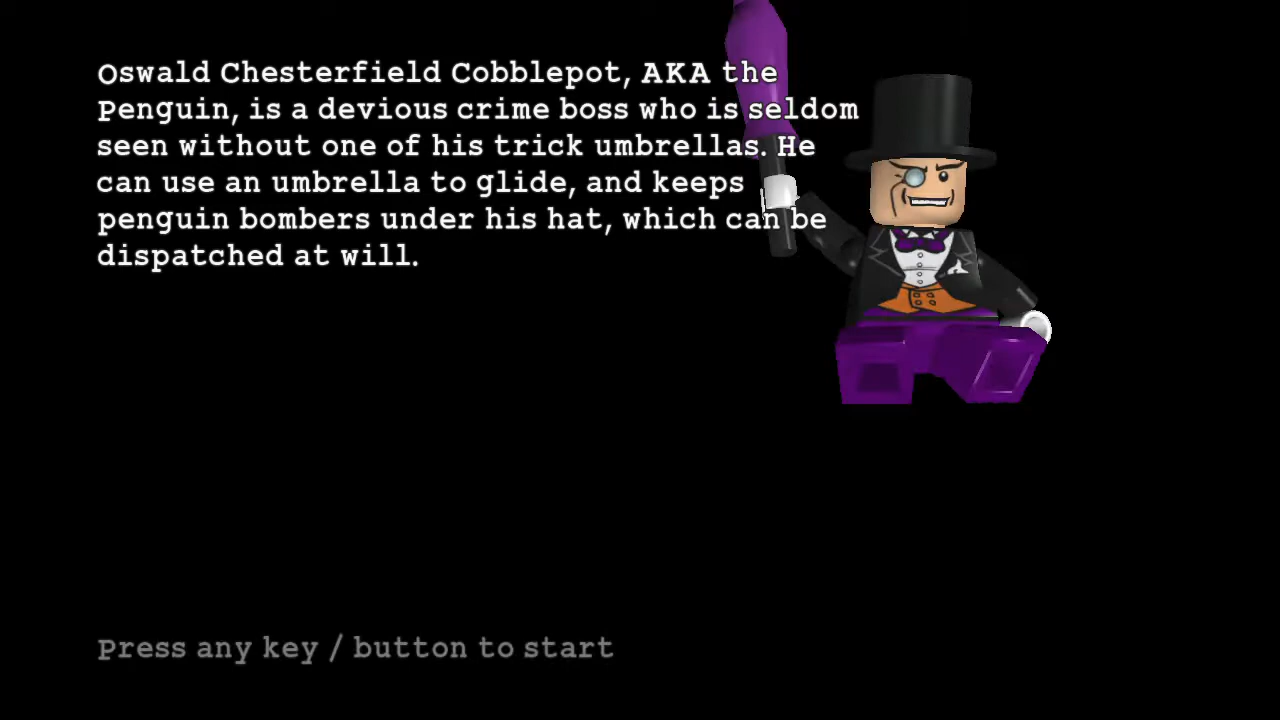 Oswald Chesterfield Cobblepot, AKA the
Penguin, is a devious crime boss who is seldom
seen without one of his trick umbrellas. He
can use an umbrella to glide, and keeps
penguin bombers under his hat, which can be
dispatched at will.
Press any key / button to start